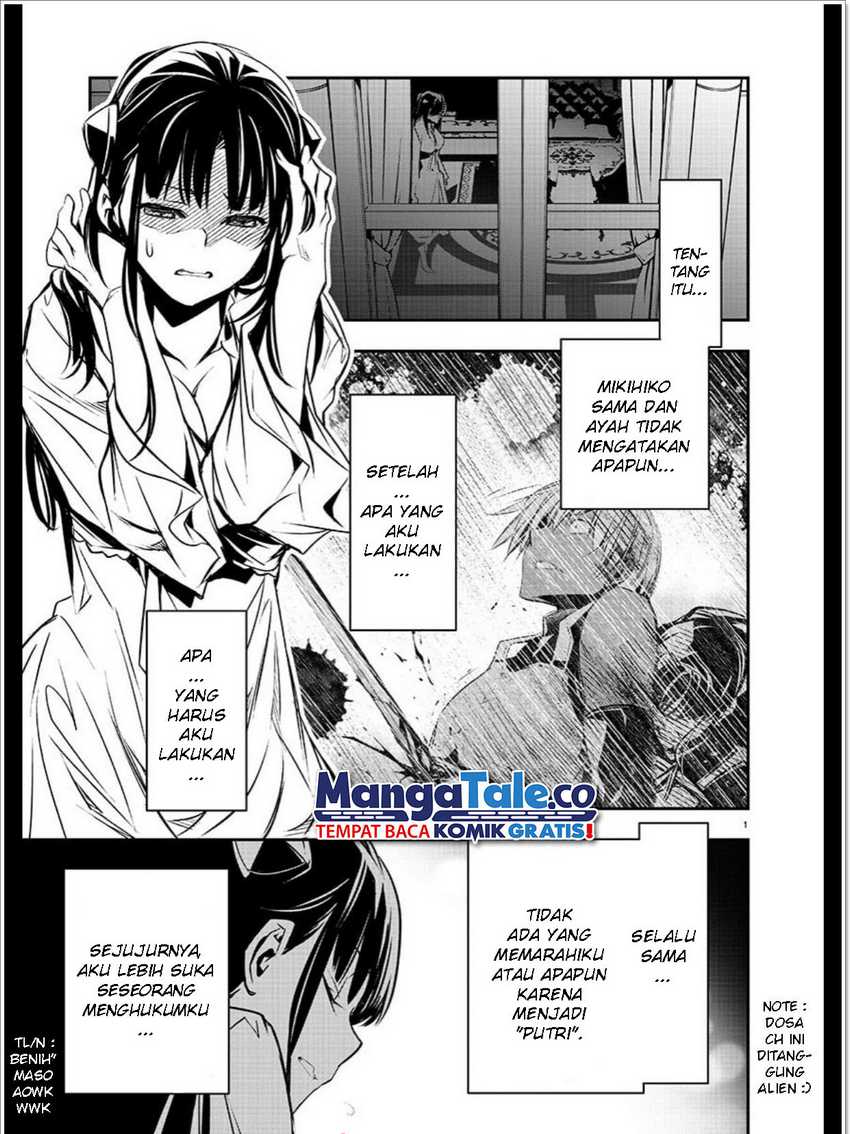 TEN-
TANG
ITU...
MIKIHIKO
SAMA DAN
AYAH TIDAK
MENGATAKAN
APAPUN...
SETELAH
...
APA YANG
AKU
LAKUKAN
...
APA
...
YANG
HARUS
AKU
LAKUKAN
...
MangaTale.co
TEMPAT BACA KOMIK GRATIS!
1
SELALU
SAMA
...
TIDAK
ADA YANG
MEMARAHIKU
ATAU APAPUN
KARENA
MENJADI
"PUTRI".
SEJUJURNYA,
AKU LEBIH SUKA
SESEORANG
MENGHUKUMKU
...
TL/N :
BENIH"
MASO
AOWK
WWK
NOTE :
DOSA
CH INI
DITANG-
GUNG
ALIEN :)